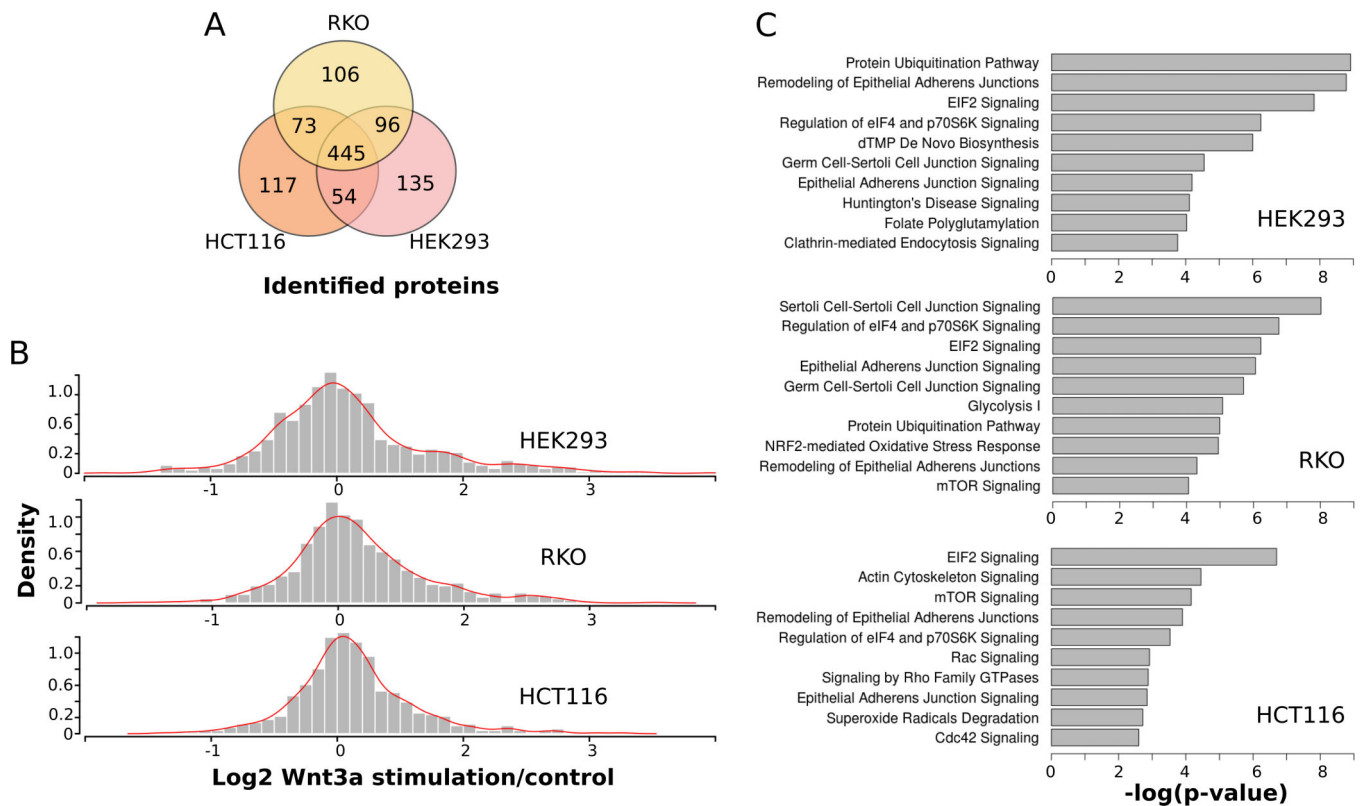 A
RKO
106
73
96
445
117
54
135
HCT116
HEK293
Identified proteins
B
Density
1.0
0.6
0.2
0
HEK293
-1
0
2
3
1.0
0.6
0.2
0
RKO
-1
0
2
3
1.0
0.6
0.2
0
HCT116
-1
0
2
3
Log2 Wnt3a stimulation/control
C
Protein Ubiquitination Pathway
Remodeling of Epithelial Adherens Junctions
EIF2 Signaling
Regulation of eIF4 and p70S6K Signaling
dTMP De Novo Biosynthesis
Germ Cell-Sertoli Cell Junction Signaling
Epithelial Adherens Junction Signaling
Huntington's Disease Signaling
Folate Polyglutamylation
Clathrin-mediated Endocytosis Signaling
HEK293
0 2 4 6 8
Sertoli Cell-Sertoli Cell Junction Signaling
Regulation of eIF4 and p70S6K Signaling
EIF2 Signaling
Epithelial Adherens Junction Signaling
Germ Cell-Sertoli Cell Junction Signaling
Glycolysis I
Protein Ubiquitination Pathway
NRF2-mediated Oxidative Stress Response
Remodeling of Epithelial Adherens Junctions
mTOR Signaling
RKO
0 2 4 6 8
EIF2 Signaling
Actin Cytoskeleton Signaling
mTOR Signaling
Remodeling of Epithelial Adherens Junctions
Regulation of eIF4 and p70S6K Signaling
Rac Signaling
Signaling by Rho Family GTPases
Epithelial Adherens Junction Signaling
Superoxide Radicals Degradation
Cdc42 Signaling
HCT116
0 2 4 6 8
-log(p-value)